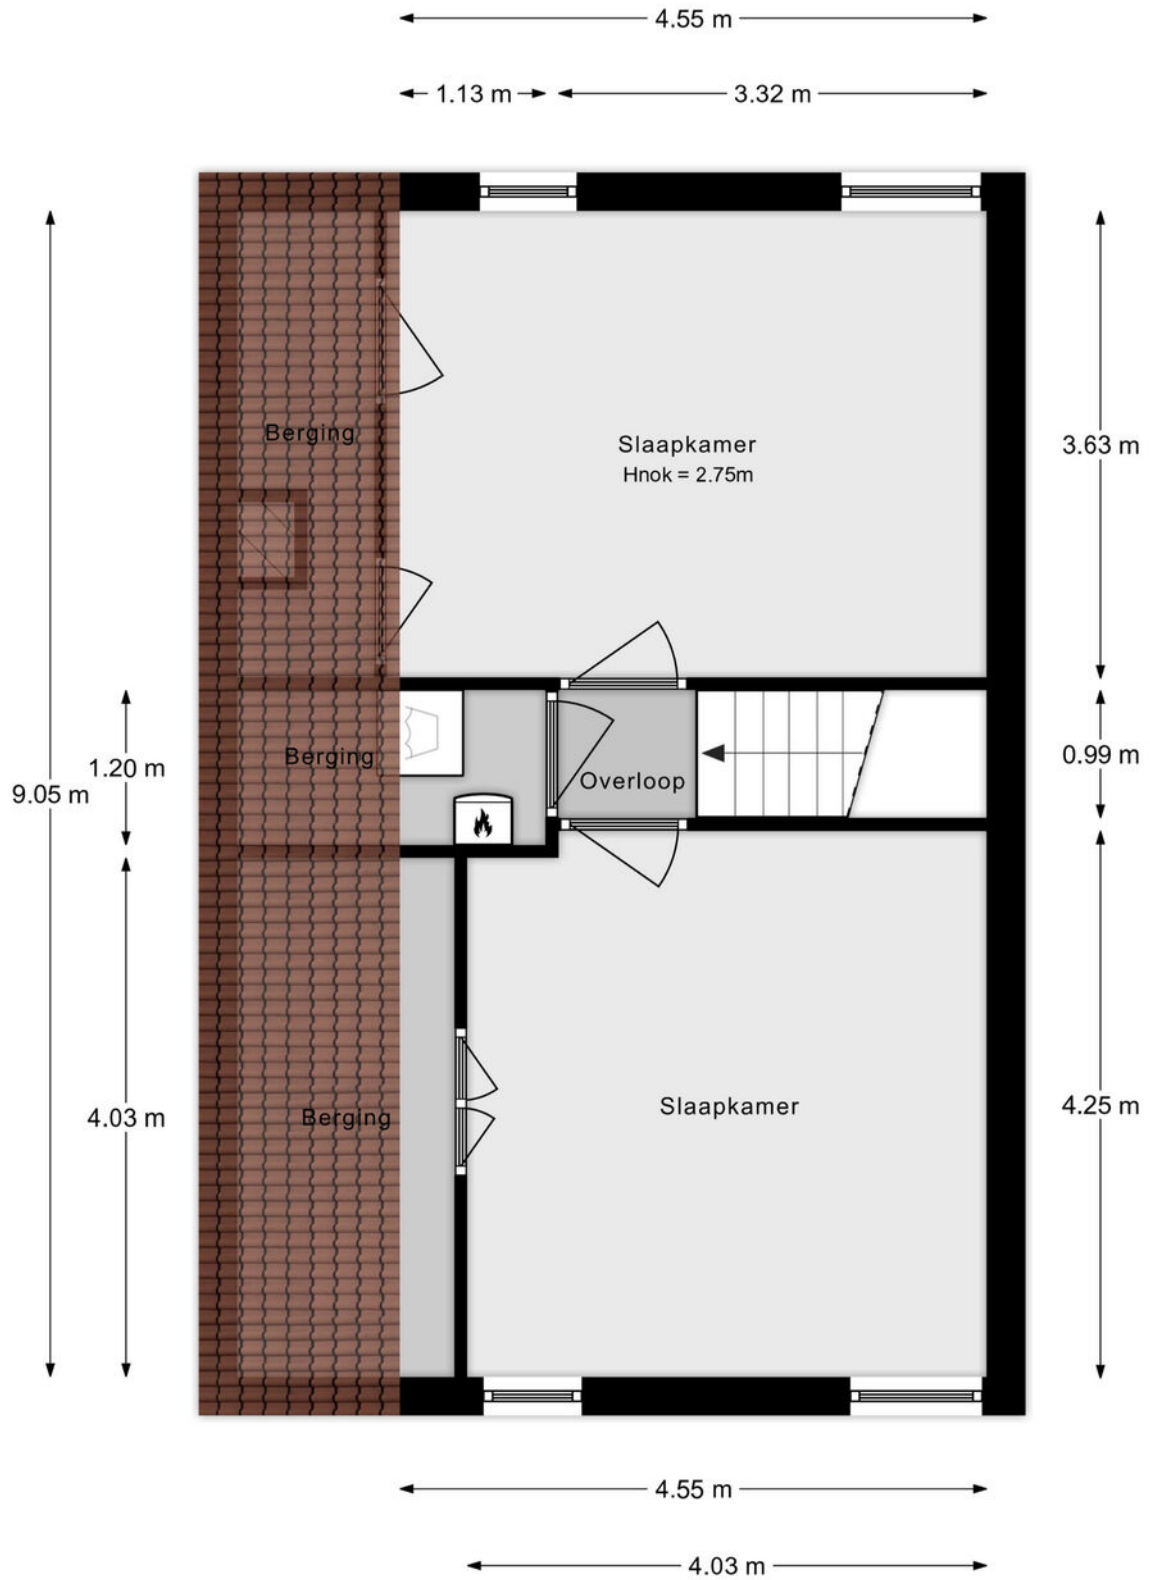 4.55 m
1.13 m
3.32 m
Berging
Slaapkamer
Hnok = 2.75m
3.63 m
Berging
Overloop
1.20 m
0.99 m
9.05 m
Berging
Slaapkamer
4.03 m
4.25 m
4.55 m
4.03 m